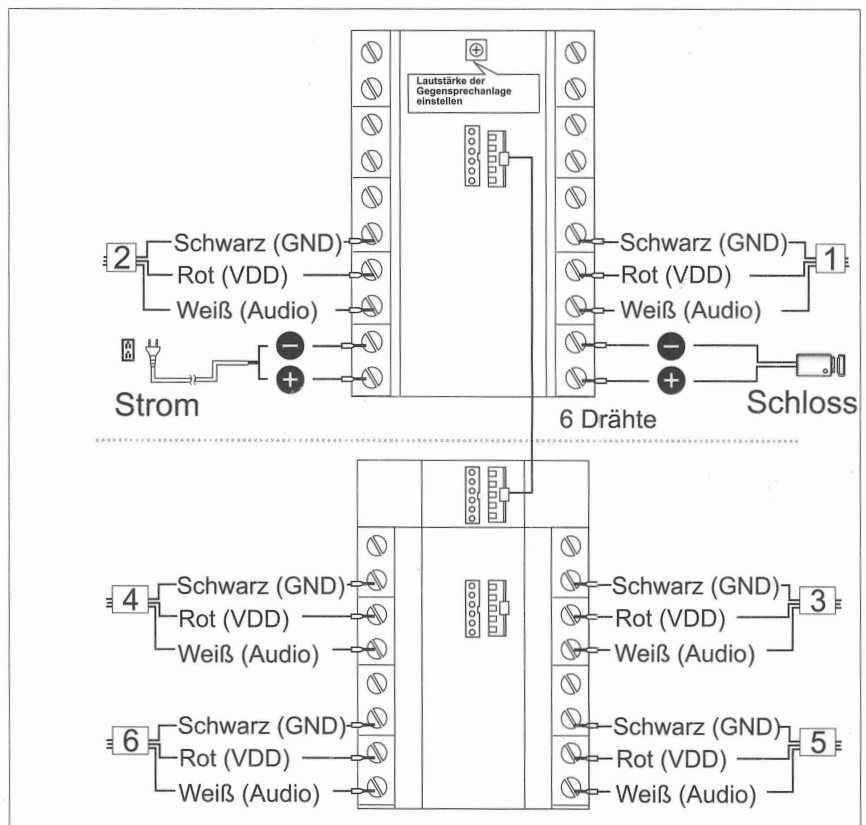 Lautstärke der
Gegensprechanlage
einstellen
2
Schwarz (GND)
Rot (VDD)
Weiß (Audio)
Schwarz (GND)
Rot (VDD)
Weiß (Audio)
1
Strom
Schloss
6 Drähte
4
Schwarz (GND)
Rot (VDD)
Weiß (Audio)
Schwarz (GND)
Rot (VDD)
Weiß (Audio)
3
6
Schwarz (GND)
Rot (VDD)
Weiß (Audio)
Schwarz (GND)
Rot (VDD)
Weiß (Audio)
5